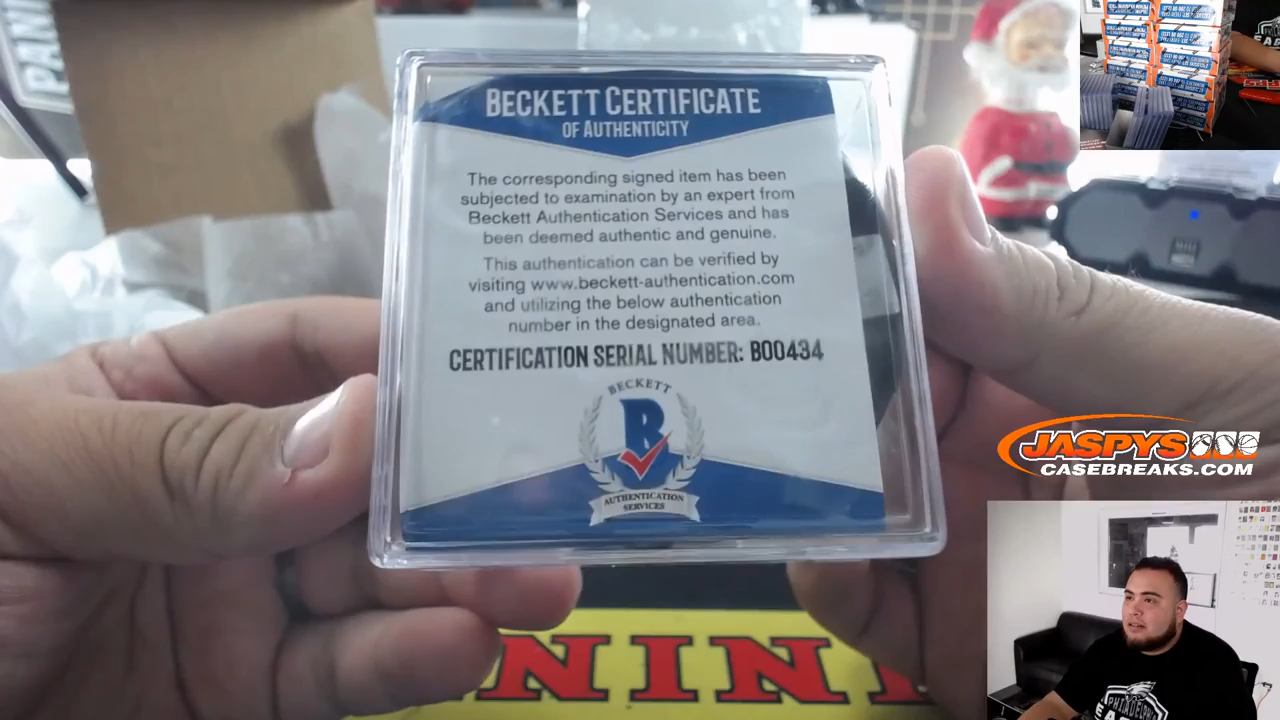 BECKETT CERTIFICATE
OF AUTHENTICITY
The corresponding signed item has been
subjected to examination by an expert from
Beckett Authentication Services and has
been deemed authentic and genuine.
This authentication can be verified by
visiting www.beckett-authentication.com
and utilizing the below authentication
number in the designated area.
CERTIFICATION SERIAL NUMBER: B00434
BECKETT
B
AUTHENTICATION
SERVICES
JASPYS
CASEBREAKS.COM
PHILADEL